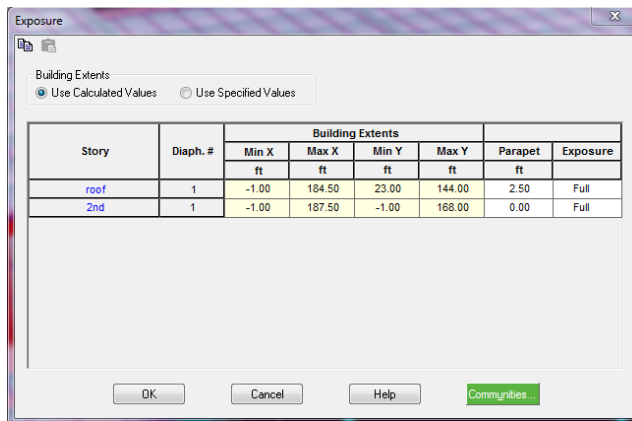 Exposure
Building Extents
Use Calculated Values Use Specified Values
Building Extents
Story Diaph. # Min X Max X Min Y Max Y Parapet Exposure
ft ft ft ft ft
roof 1 -1.00 184.50 23.00 144.00 2.50 Full
2nd 1 -1.00 187.50 -1.00 168.00 0.00 Full
OK Cancel Help Communities...